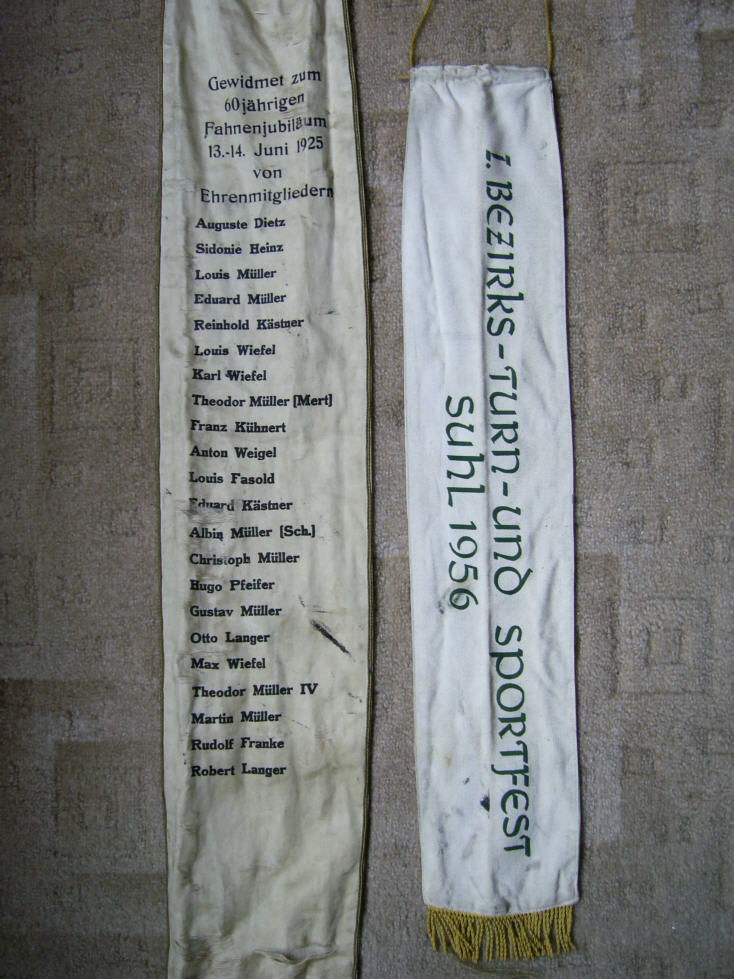 Gewidmet zum
60jährigen
Fahnenjubiläum
13.-14. Juni 1925
von
Ehrenmitgliedern
Auguste Dietz
Sidonie Heinz
Louis Müller
Eduard Müller
Reinhold Kästner
Louis Wiefel
Karl Wiefel
Theodor Müller [Mert]
Franz Kühnert
Anton Weigel
Louis Fasold
Eduard Kästner
Albin Müller [Sch.]
Christoph Müller
Hugo Pfeifer
Gustav Müller
Otto Langer
Max Wiefel
Theodor Müller IV
Martin Müller
Rudolf Franke
Robert Langer
I. BEZIRKS-TURN-UND SPORTFEST
SUHL 1956